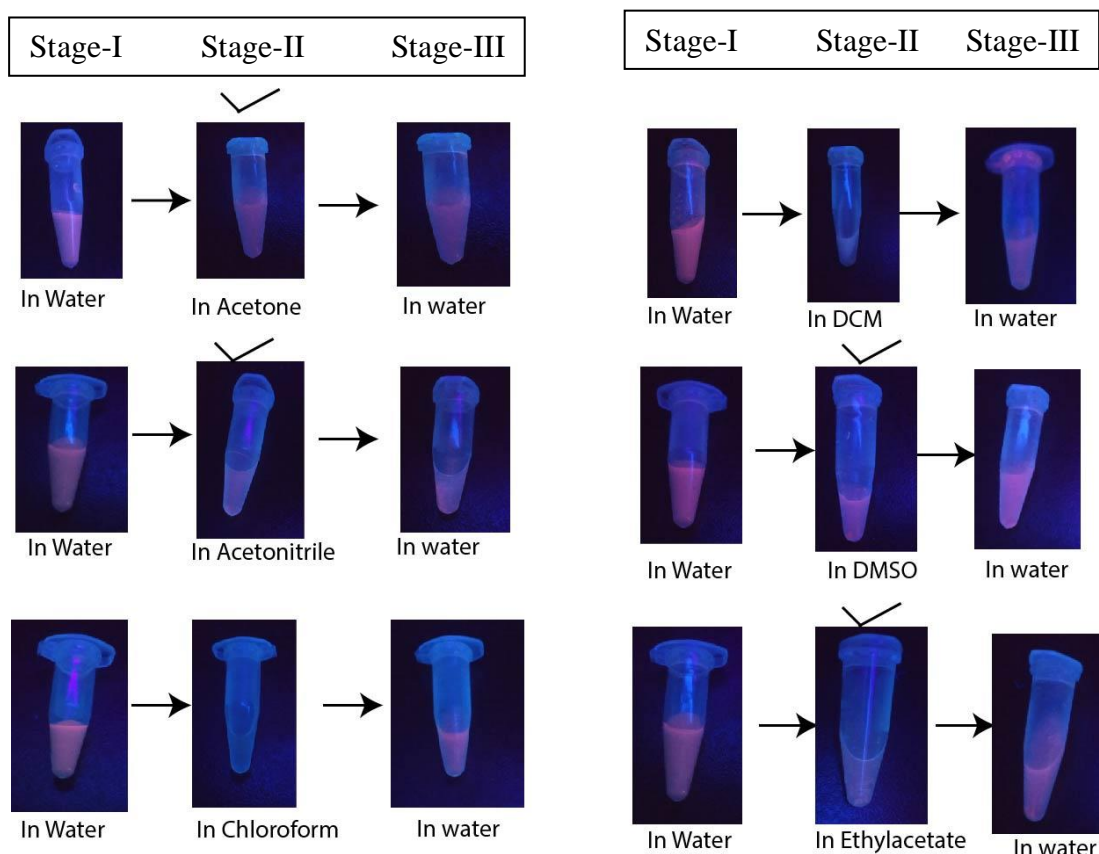 Stage-I Stage-II Stage-III
In Water In Acetone In water
In Water In Acetonitrile In water
In Water In Chloroform In water
Stage-I Stage-II Stage-III
In Water In DCM In water
In Water In DMSO In water
In Water In Ethylacetate In water